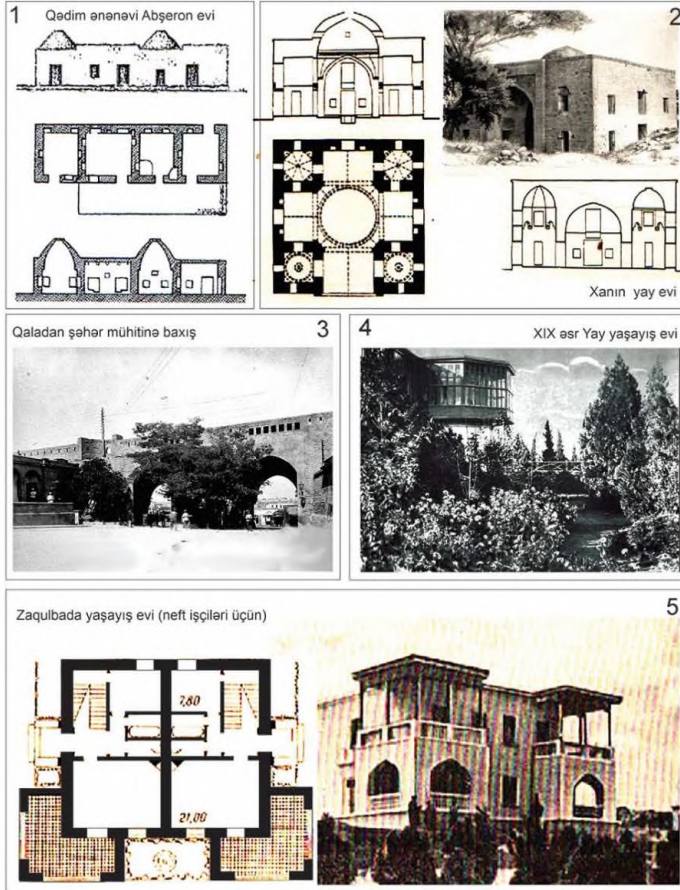 1
Qədim ənənəvi Abşeron evi
2
Xanın yay evi
Qaladan şəhər mühitinə baxış
3
4
XIX əsr Yay yaşayış evi
Zaqulbada yaşayış evi (neft işçiləri üçün)
5
7,80
21,00